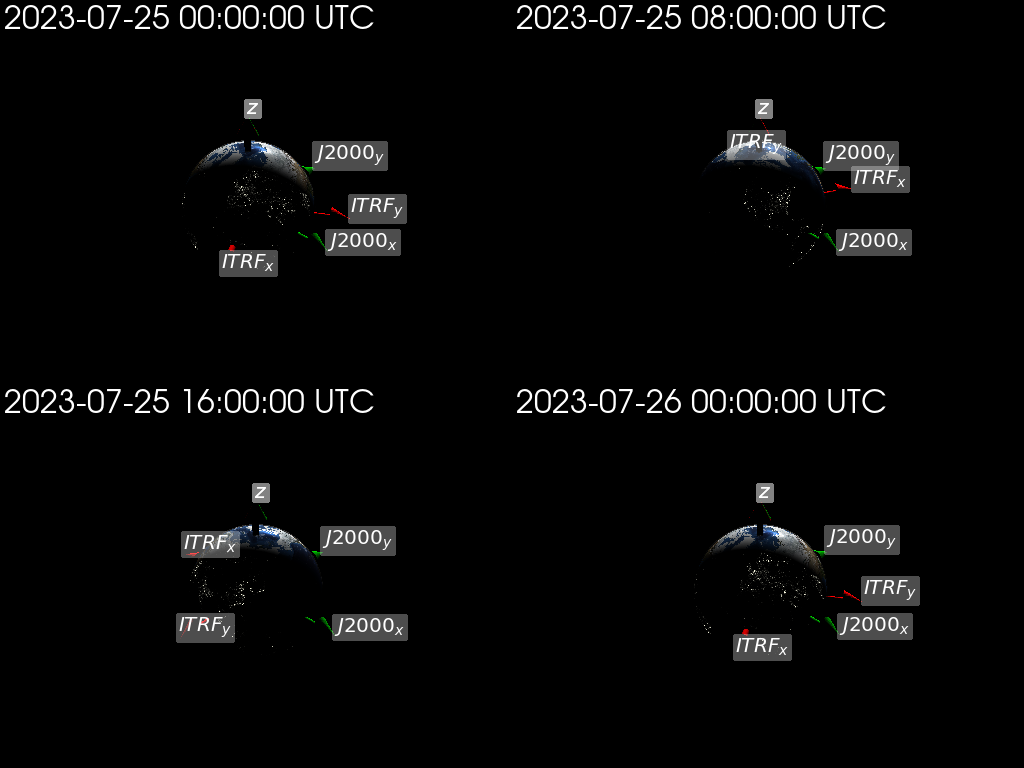 2023-07-25 00:00:00 UTC
z
J2000y
ITRFy
J2000x
ITRFx
2023-07-25 08:00:00 UTC
z
ITRFy
J2000y
ITRFx
J2000x
2023-07-25 16:00:00 UTC
z
ITRFx
J2000y
ITRFy
J2000x
2023-07-26 00:00:00 UTC
z
J2000y
ITRFy
J2000x
ITRFx